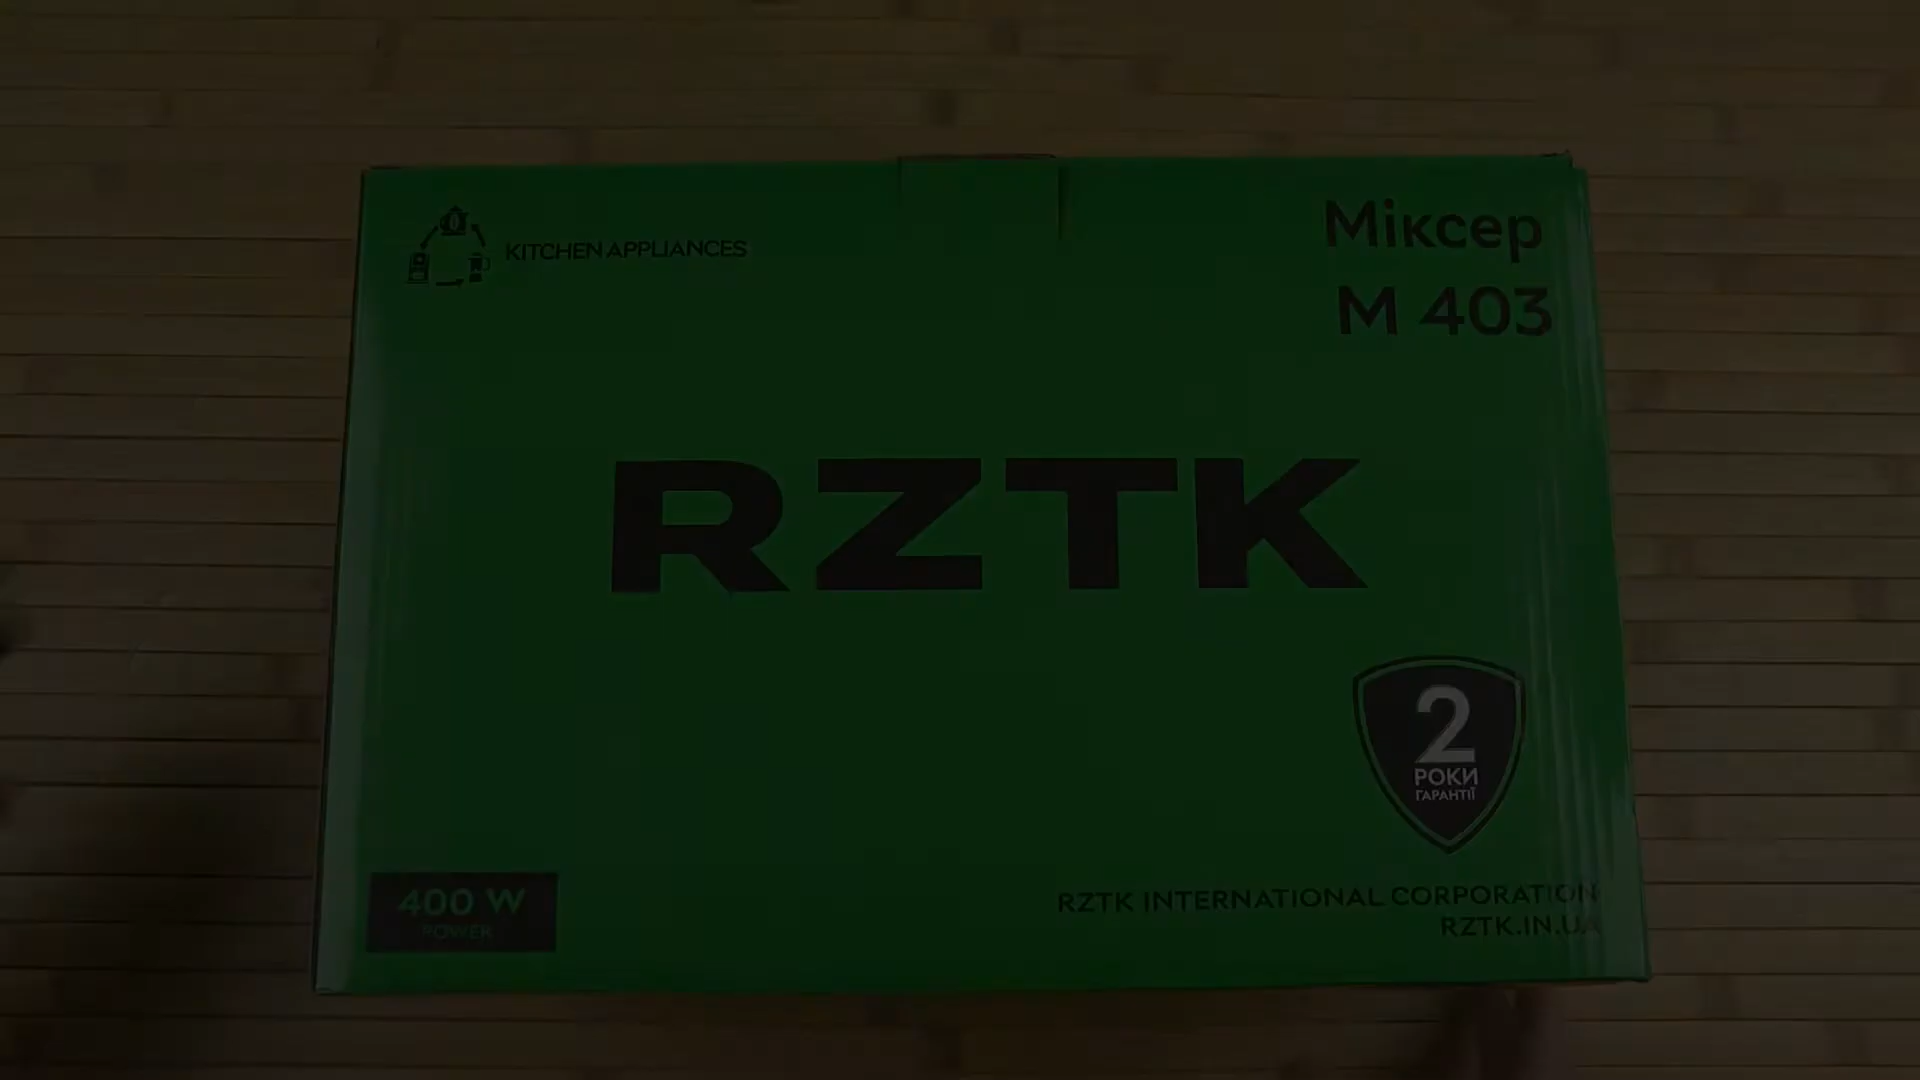 KITCHEN APPLIANCES
Міксер
М 403
RZTK
2
РОКИ
ГАРАНТІЇ
400 W
POWER
RZTK INTERNATIONAL CORPORATION
RZTK.IN.UA